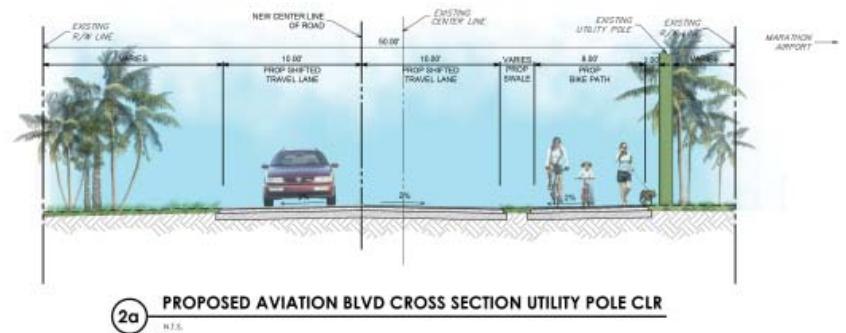 EXISTING
R/W LINE
NEW CENTER LINE
OF ROAD
EXISTING
CENTER LINE
EXISTING
UTILITY POLE
EXISTING
R/W LINE
MARATHON
AIRPORT
50.00'
VARIES
10.00'
PROP SHIFTED
TRAVEL LANE
10.00'
PROP SHIFTED
TRAVEL LANE
VARIES
PROP
SWALE
8.00'
PROP
BIKE PATH
VARIES
2%
2%
2a
PROPOSED AVIATION BLVD CROSS SECTION UTILITY POLE CLR
N.T.S.